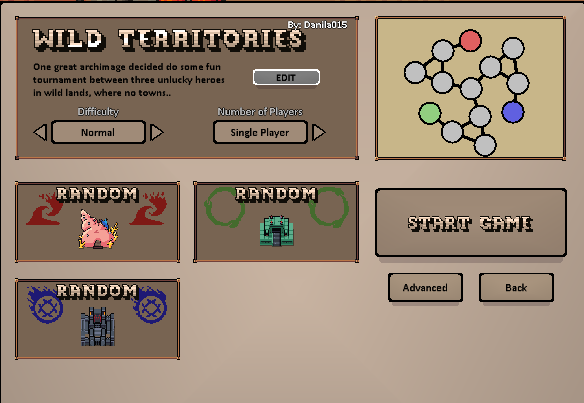 By: Danila015
WILD TERRITORIES
One great archimage decided do some fun
tournament between three unlucky heroes
in wild lands, where no towns..
EDIT
Difficulty
Number of Players
Normal
Single Player
RANDOM
RANDOM
START GAME
Advanced
Back
RANDOM